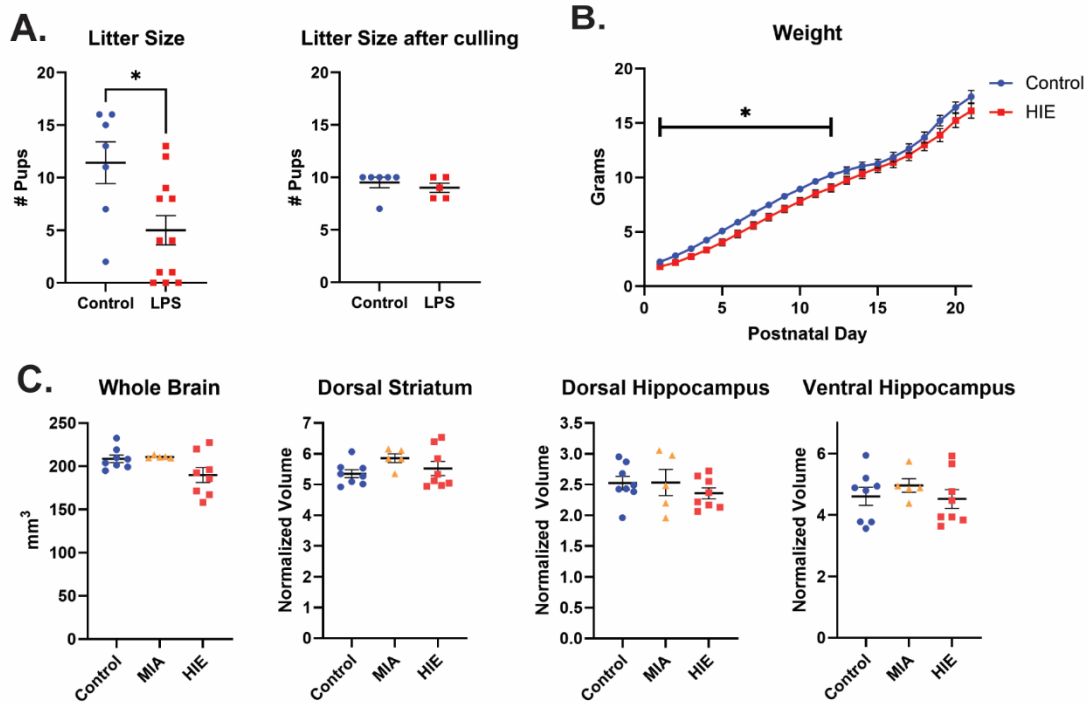 A.
Litter Size
*
# Pups
20
15
10
5
0
Control LPS
Litter Size after culling
# Pups
20
15
10
5
0
Control LPS
B.
Weight
*
Grams
20
15
10
5
0
0 5 10 15 20
Postnatal Day
Control
HIE
C.
Whole Brain
mm3
250
200
150
100
50
0
Control MIA HIE
Dorsal Striatum
Normalized Volume
7
6
5
4
3
2
1
0
Control MIA HIE
Dorsal Hippocampus
Normalized Volume
3.5
3.0
2.5
2.0
1.5
1.0
0.5
0.0
Control MIA HIE
Ventral Hippocampus
Normalized Volume
6
4
2
0
Control MIA HIE